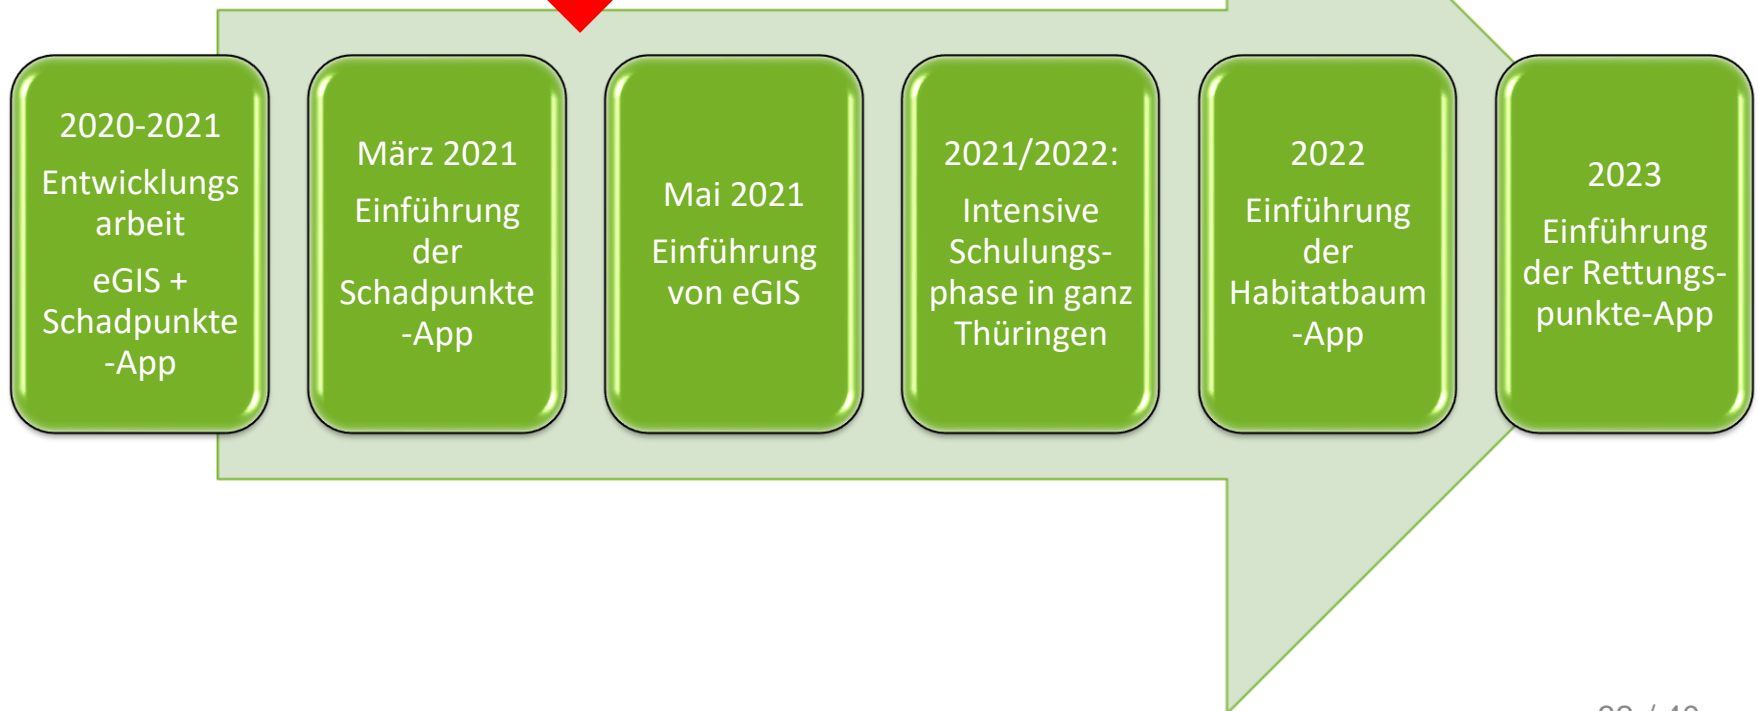 2020-2021
Entwicklungs
arbeit
eGIS +
Schadpunkte
-App
März 2021
Einführung
der
Schadpunkte
-App
Mai 2021
Einführung
von eGIS
2021/2022:
Intensive
Schulungs-
phase in ganz
Thüringen
2022
Einführung
der
Habitatbaum
-App
2023
Einführung
der Rettungs-
punkte-App